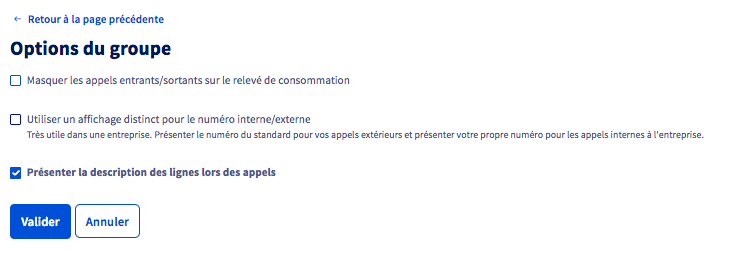 ← Retour à la page précédente
Options du groupe
Masquer les appels entrants/sortants sur le relevé de consommation
Utiliser un affichage distinct pour le numéro interne/externe
Très utile dans une entreprise. Présenter le numéro du standard pour vos appels extérieurs et présenter votre propre numéro pour les appels internes à l'entreprise.
Présenter la description des lignes lors des appels
Valider Annuler